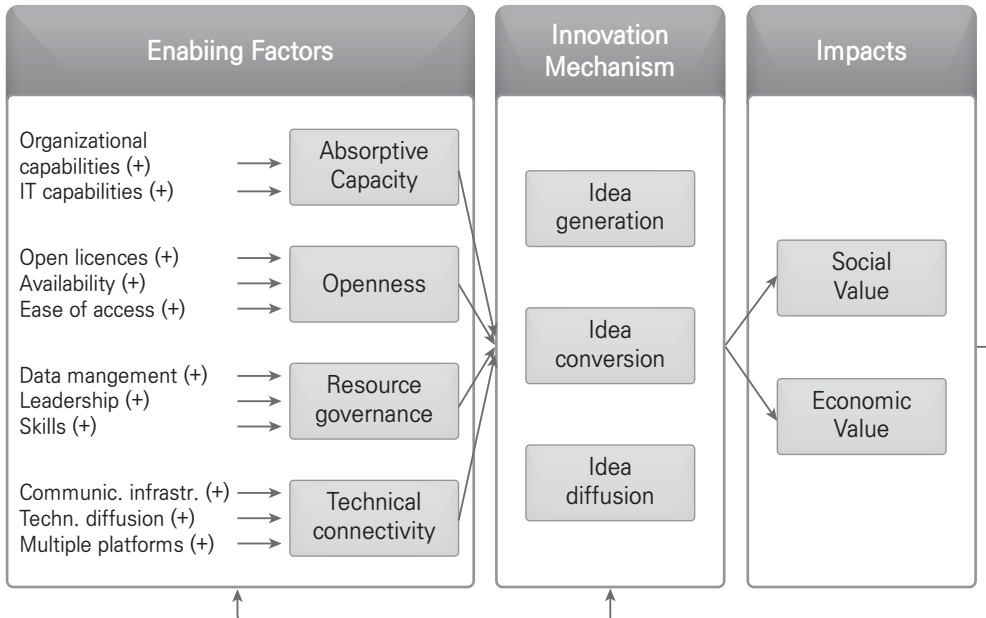 Enabiing Factors
Organizational
capabilities (+)
IT capabilities (+)
Absorptive
Capacity
Open licences (+)
Availability (+)
Ease of access (+)
Openness
Data mangement (+)
Leadership (+)
Skills (+)
Resource
governance
Communic. infrastr. (+)
Techn. diffusion (+)
Multiple platforms (+)
Technical
connectivity
Innovation
Mechanism
Idea
generation
Idea
conversion
Idea
diffusion
Impacts
Social
Value
Economic
Value